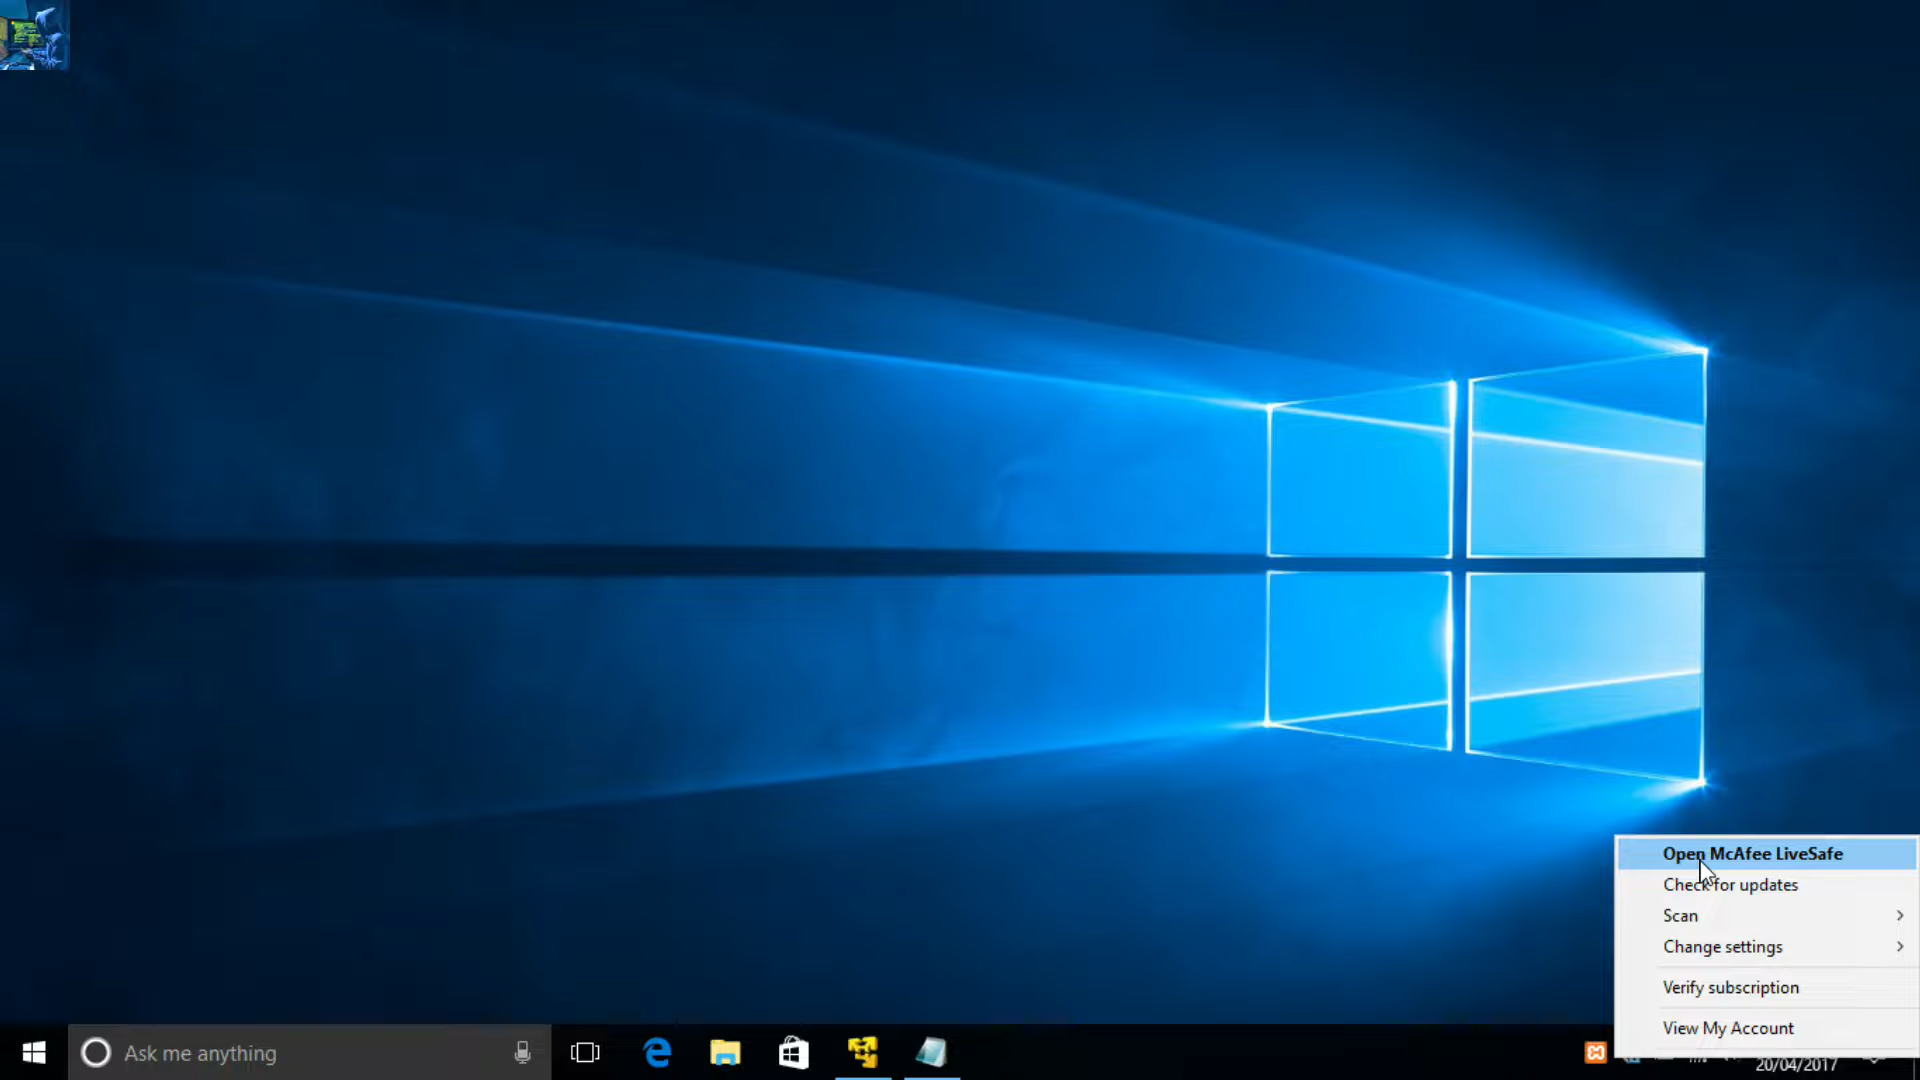 Open McAfee LiveSafe
Check for updates
Scan
Change settings
Verify subscription
View My Account
Ask me anything
20/04/2017